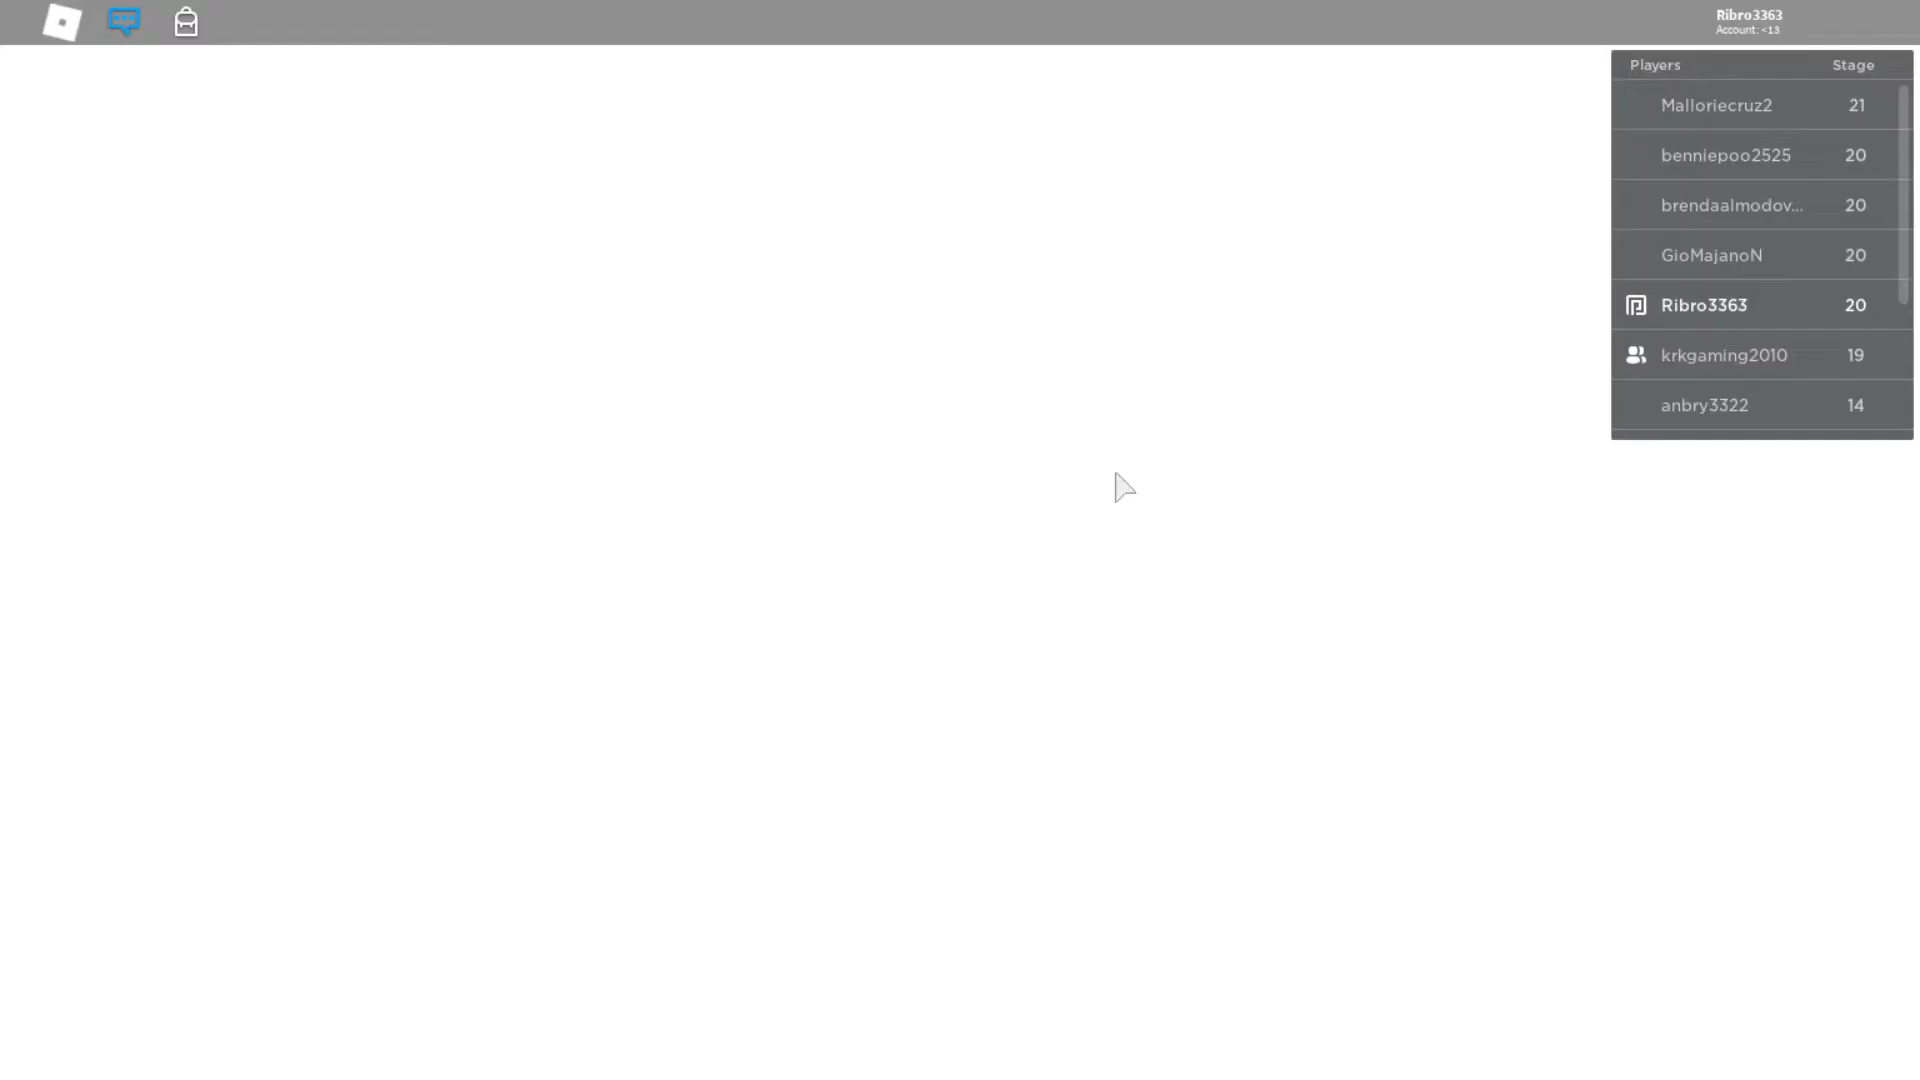 Ribro3363
Account: <13
Players Stage
Malloriecruz2 21
benniepoo2525 20
brendaalmodov... 20
GioMajanoN 20
Ribro3363 20
krkgaming2010 19
anbry3322 14